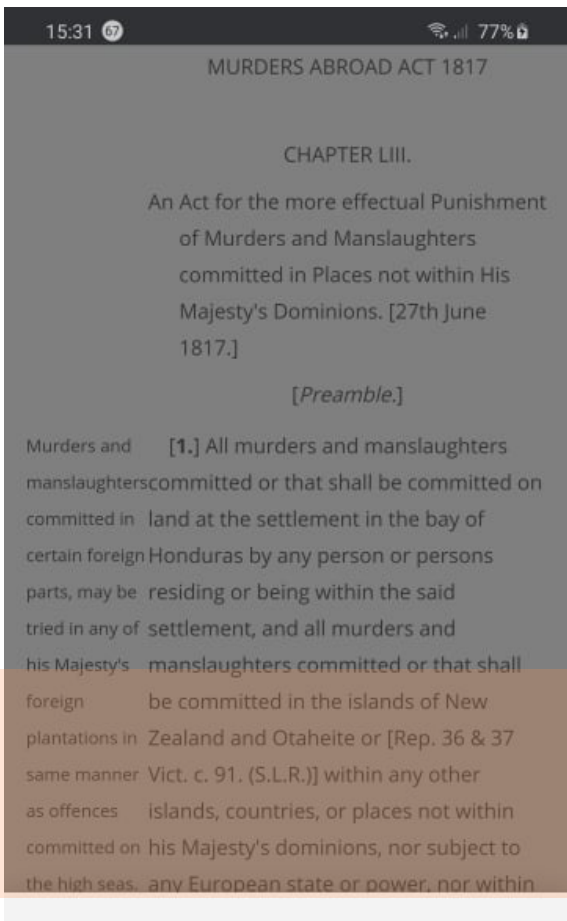 15:31 67 77%
MURDERS ABROAD ACT 1817
CHAPTER LIII.
An Act for the more effectual Punishment
of Murders and Manslaughters
committed in Places not within His
Majesty's Dominions. [27th June
1817.]
[Preamble.]
Murders and
manslaughters
committed in
certain foreign
parts, may be
tried in any of
his Majesty's
foreign
plantations in
same manner
as offences
committed on
the high seas.
[1.] All murders and manslaughters
committed or that shall be committed on
land at the settlement in the bay of
Honduras by any person or persons
residing or being within the said
settlement, and all murders and
manslaughters committed or that shall
be committed in the islands of New
Zealand and Otaheite or [Rep. 36 & 37
Vict. c. 91. (S.L.R.)] within any other
islands, countries, or places not within
his Majesty's dominions, nor subject to
any European state or power, nor within